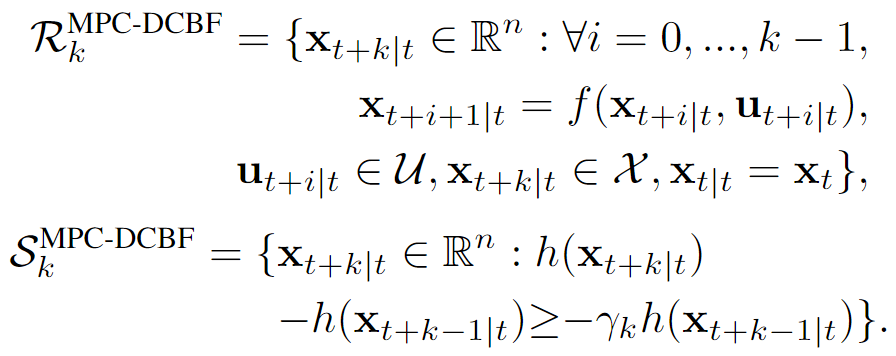 $\mathcal{R}_k^{\text{MPC-DCBF}} = \{\mathbf{x}_{t+k|t} \in \mathbb{R}^n : \forall i = 0, ..., k-1,$
$\mathbf{x}_{t+i+1|t} = f(\mathbf{x}_{t+i|t}, \mathbf{u}_{t+i|t}),$
$\mathbf{u}_{t+i|t} \in \mathcal{U}, \mathbf{x}_{t+k|t} \in \mathcal{X}, \mathbf{x}_{t|t} = \mathbf{x}_t\},$
$\mathcal{S}_k^{\text{MPC-DCBF}} = \{\mathbf{x}_{t+k|t} \in \mathbb{R}^n : h(\mathbf{x}_{t+k|t})$
$-h(\mathbf{x}_{t+k-1|t}) \geq -\gamma_k h(\mathbf{x}_{t+k-1|t})\}.$